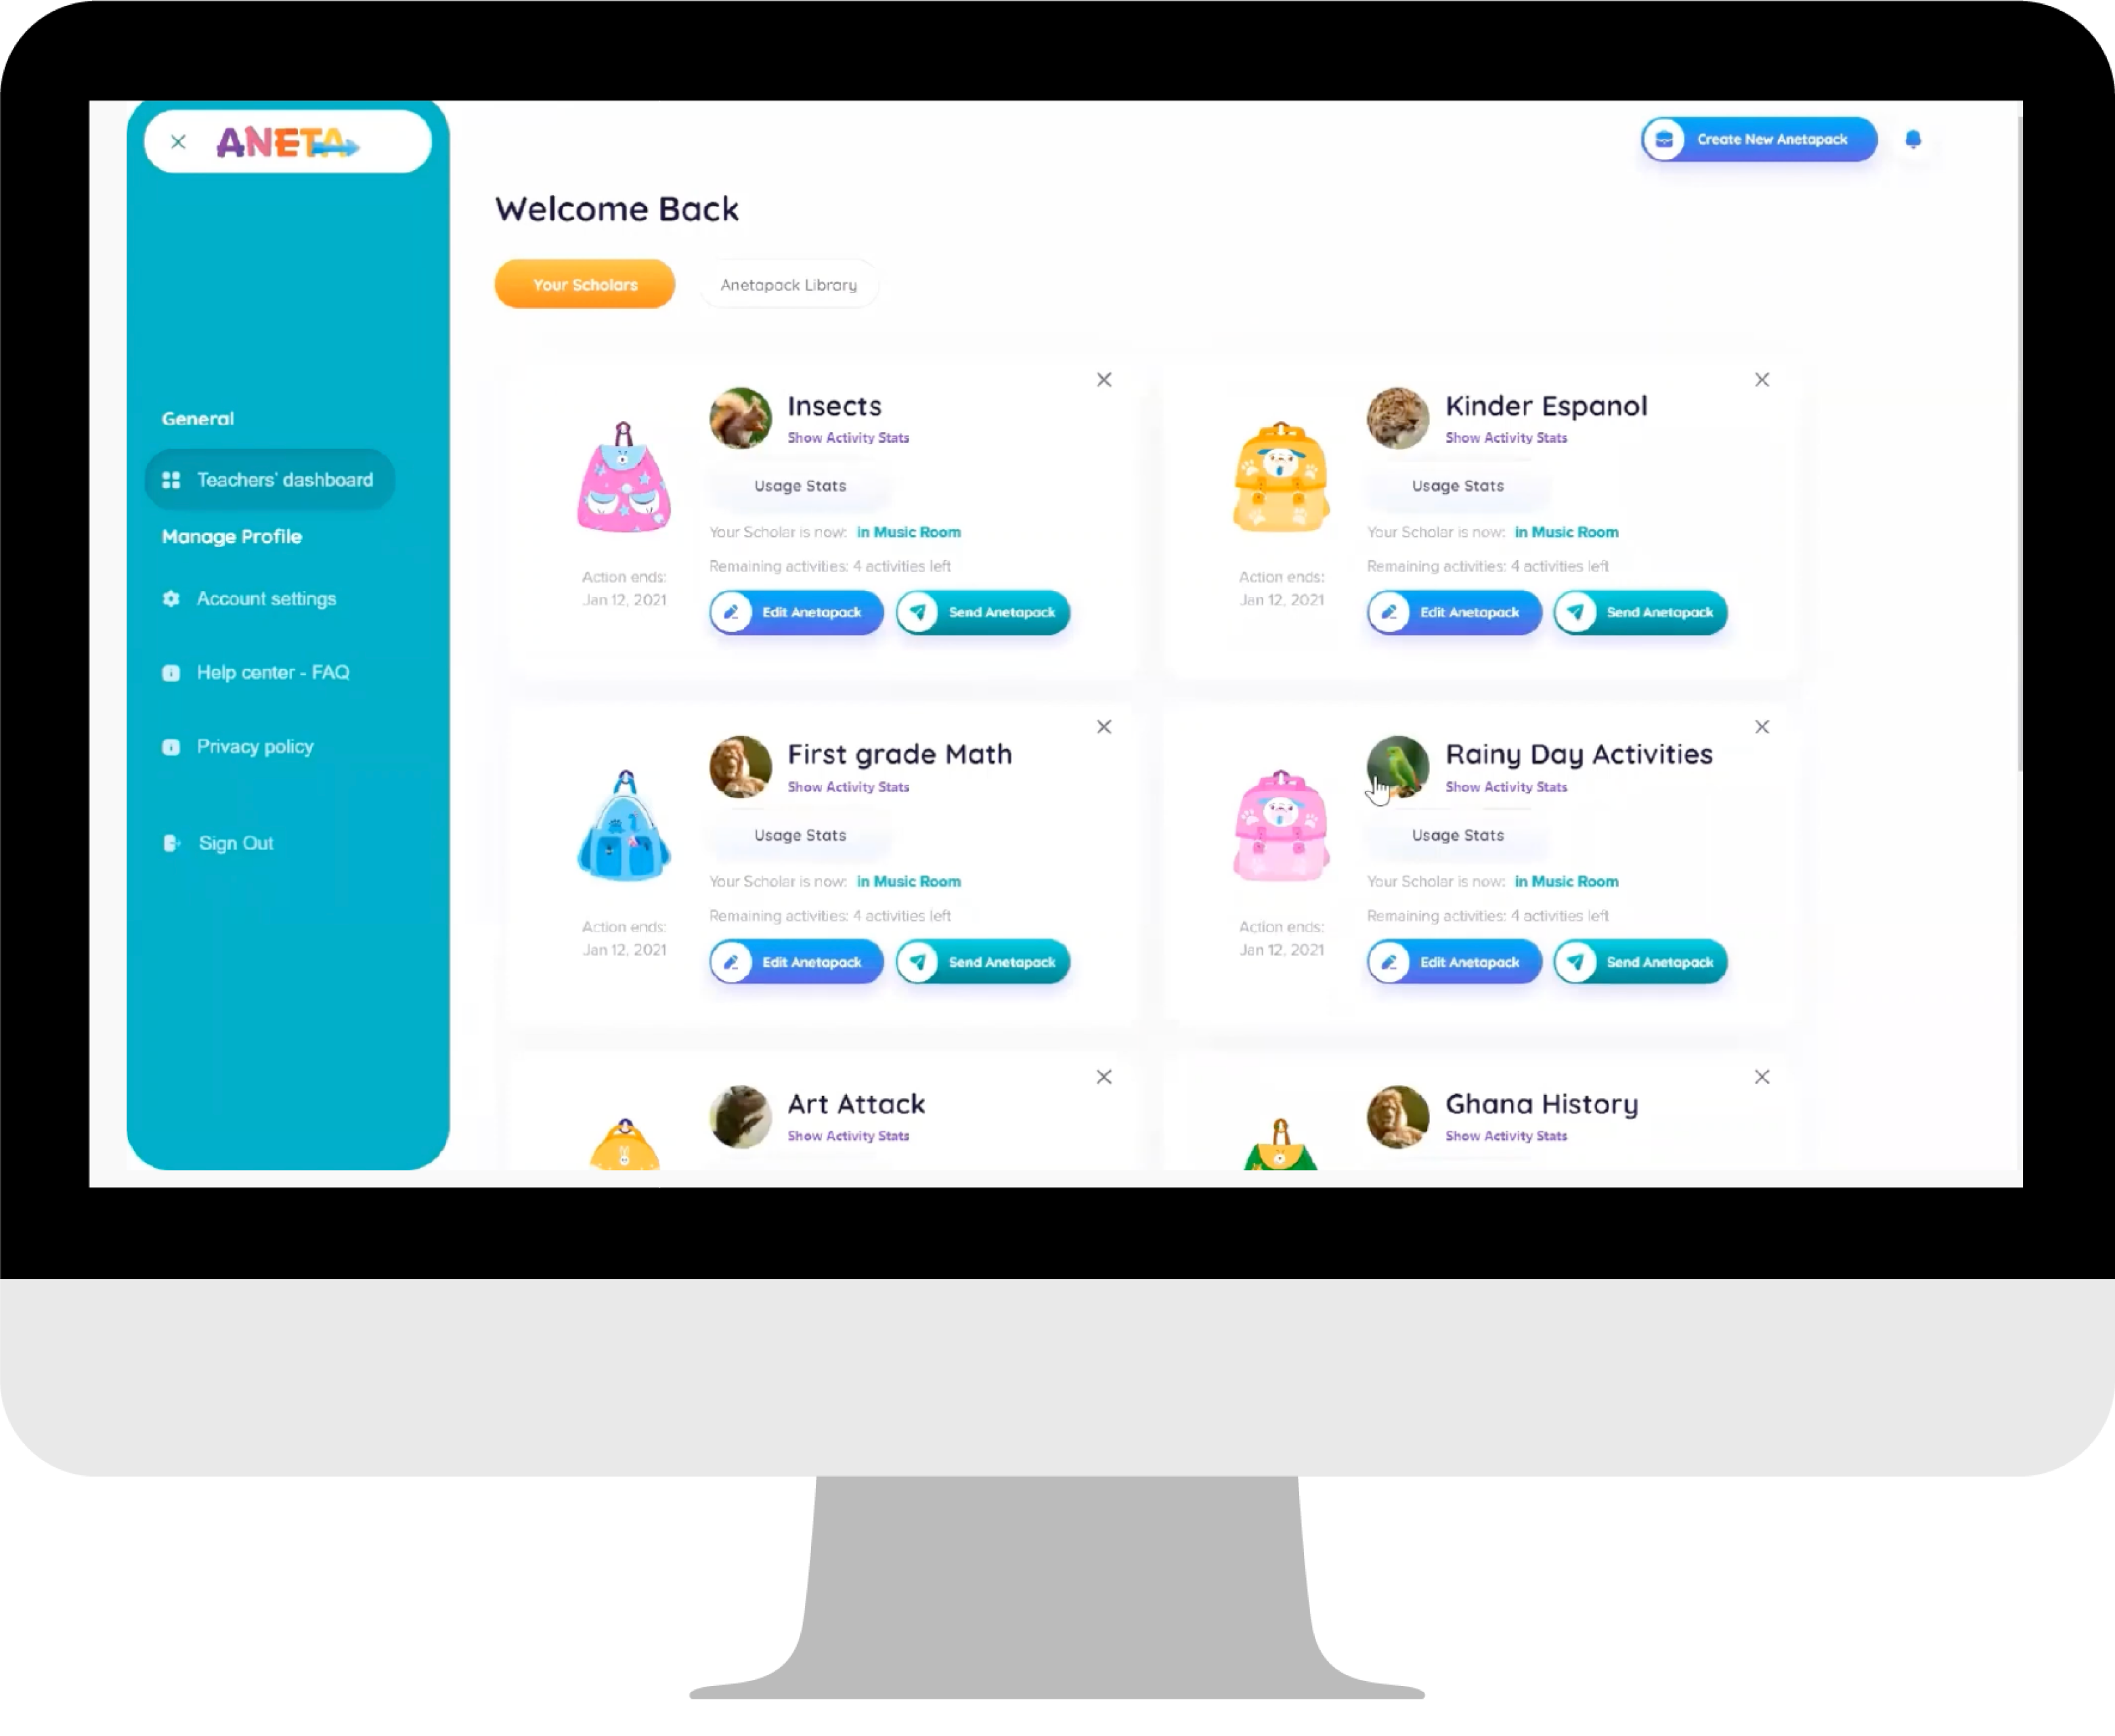 ANETA
Create New Anetapack
Welcome Back
Your Scholars
Anetapack Library
General
Teachers' dashboard
Manage Profile
Account settings
Help center - FAQ
Privacy policy
Sign Out
Insects
Show Activity Stats
Usage Stats
Your Scholar is now: in Music Room
Remaining activities: 4 activities left
Action ends:
Jan 12, 2021
Edit Anetapack
Send Anetapack
Kinder Espanol
Show Activity Stats
Usage Stats
Your Scholar is now: in Music Room
Remaining activities: 4 activities left
Action ends:
Jan 12, 2021
Edit Anetapack
Send Anetapack
First grade Math
Show Activity Stats
Usage Stats
Your Scholar is now: in Music Room
Remaining activities: 4 activities left
Action ends:
Jan 12, 2021
Edit Anetapack
Send Anetapack
Rainy Day Activities
Show Activity Stats
Usage Stats
Your Scholar is now: in Music Room
Remaining activities: 4 activities left
Action ends:
Jan 12, 2021
Edit Anetapack
Send Anetapack
Art Attack
Show Activity Stats
Ghana History
Show Activity Stats